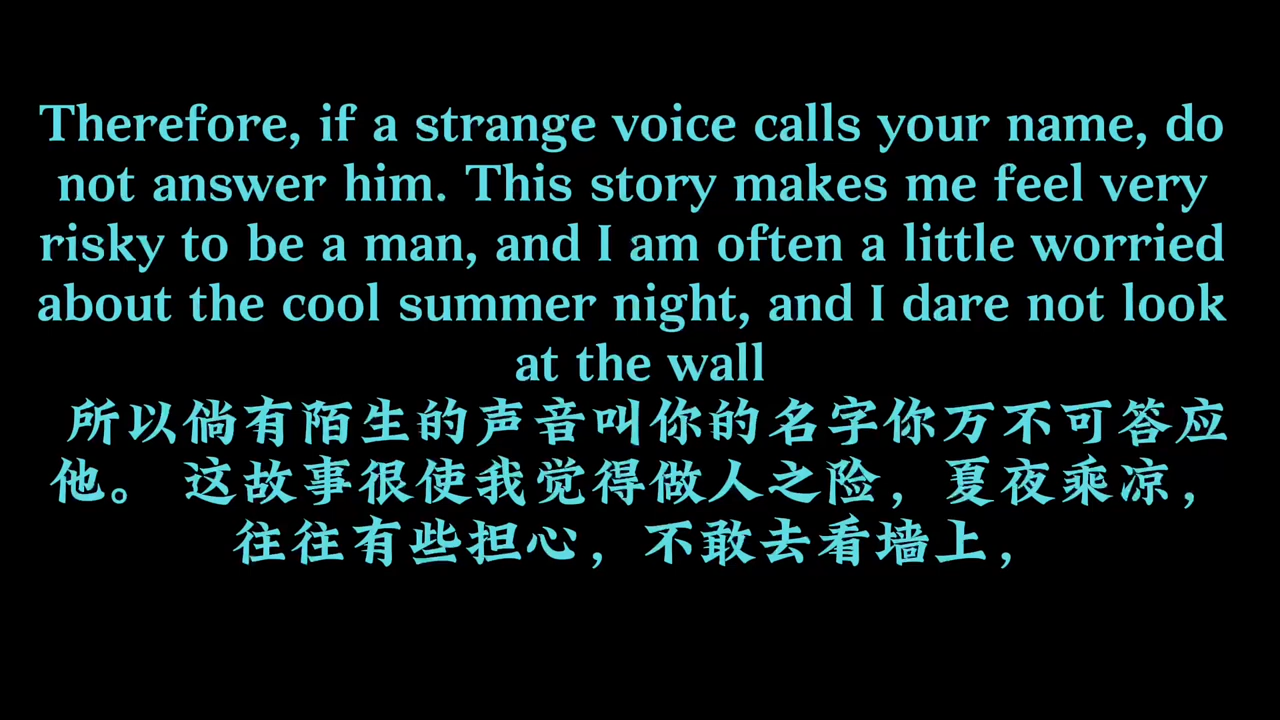 Therefore, if a strange voice calls your name, do
not answer him. This story makes me feel very
risky to be a man, and I am often a little worried
about the cool summer night, and I dare not look
at the wall
所以倘有陌生的声音叫你的名字你万不可答应
他。 这故事很使我觉得做人之险，夏夜乘凉，
往往有些担心，不敢去看墙上，